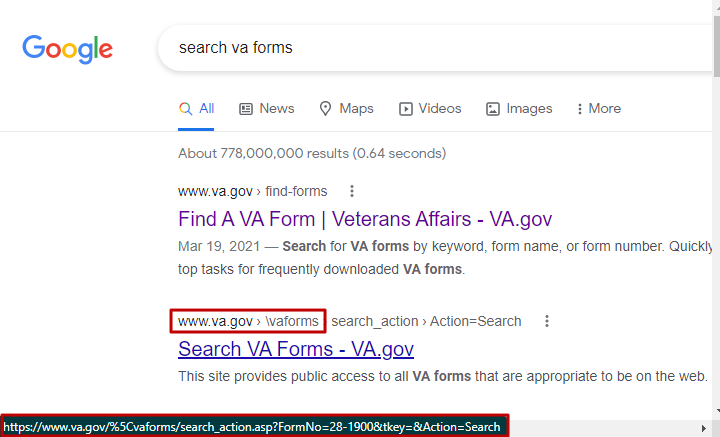 Google
search va forms
All News Maps Videos Images More
About 778,000,000 results (0.64 seconds)
www.va.gov › find-forms
Find A VA Form | Veterans Affairs - VA.gov
Mar 19, 2021 — Search for VA forms by keyword, form name, or form number. Quickly
top tasks for frequently downloaded VA forms.
www.va.gov › \vaforms search_action › Action=Search
Search VA Forms - VA.gov
This site provides public access to all VA forms that are appropriate to be on the web.
https://www.va.gov/%5Cvaforms/search_action.asp?FormNo=28-1900&tkey=&Action=Search